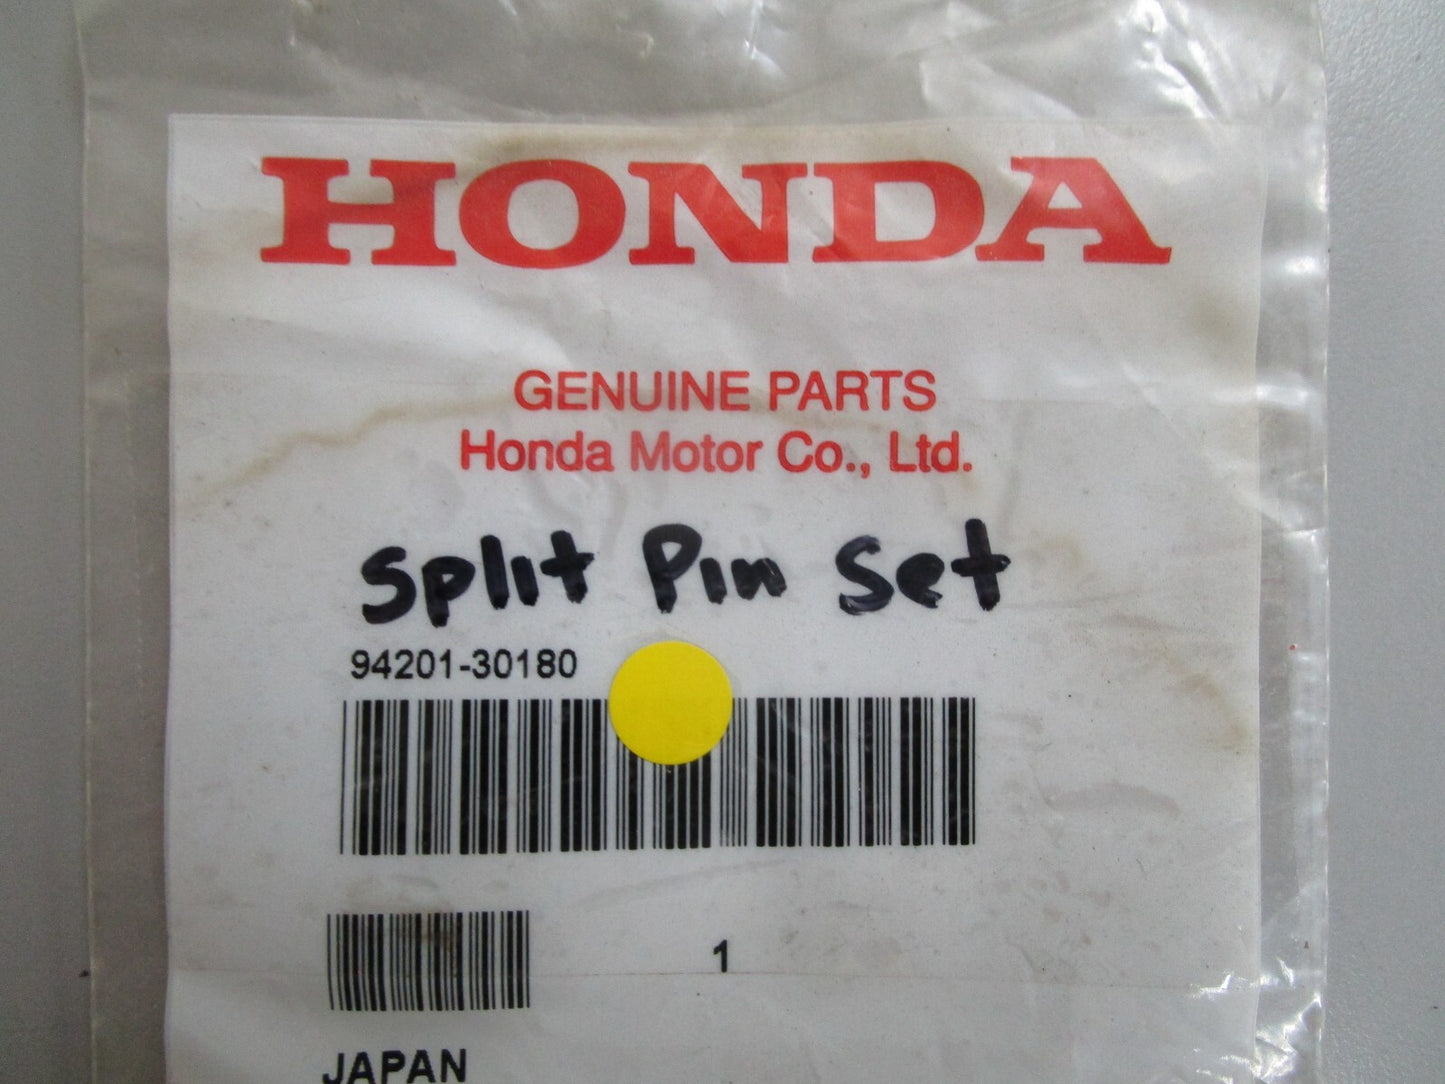 HONDA
GENUINE PARTS
Honda Motor Co., Ltd.
Split Pin Set
94201-30180
1
JAPAN